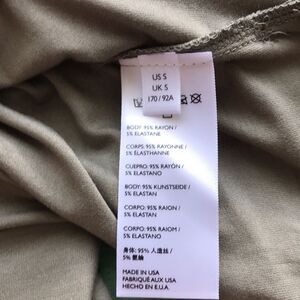 US S
UK S
170 / 92A
BODY: 95% RAYON /
5% ELASTANE
CORPS: 95% RAYONNE /
5% ÉLASTHANNE
CUERPO: 95% RAYÓN /
5% ELASTANO
BODY: 95% KUNSTSEIDE /
5% ELASTAN
CORPO: 95% RAION /
5% ELASTAN
CORPO: 95% RAIOM /
5% ELASTANO
身体: 95% 人造丝 /
5% 氨纶
MADE IN USA
FABRIQUÉ AUX USA
HECHO EN E.U.A.